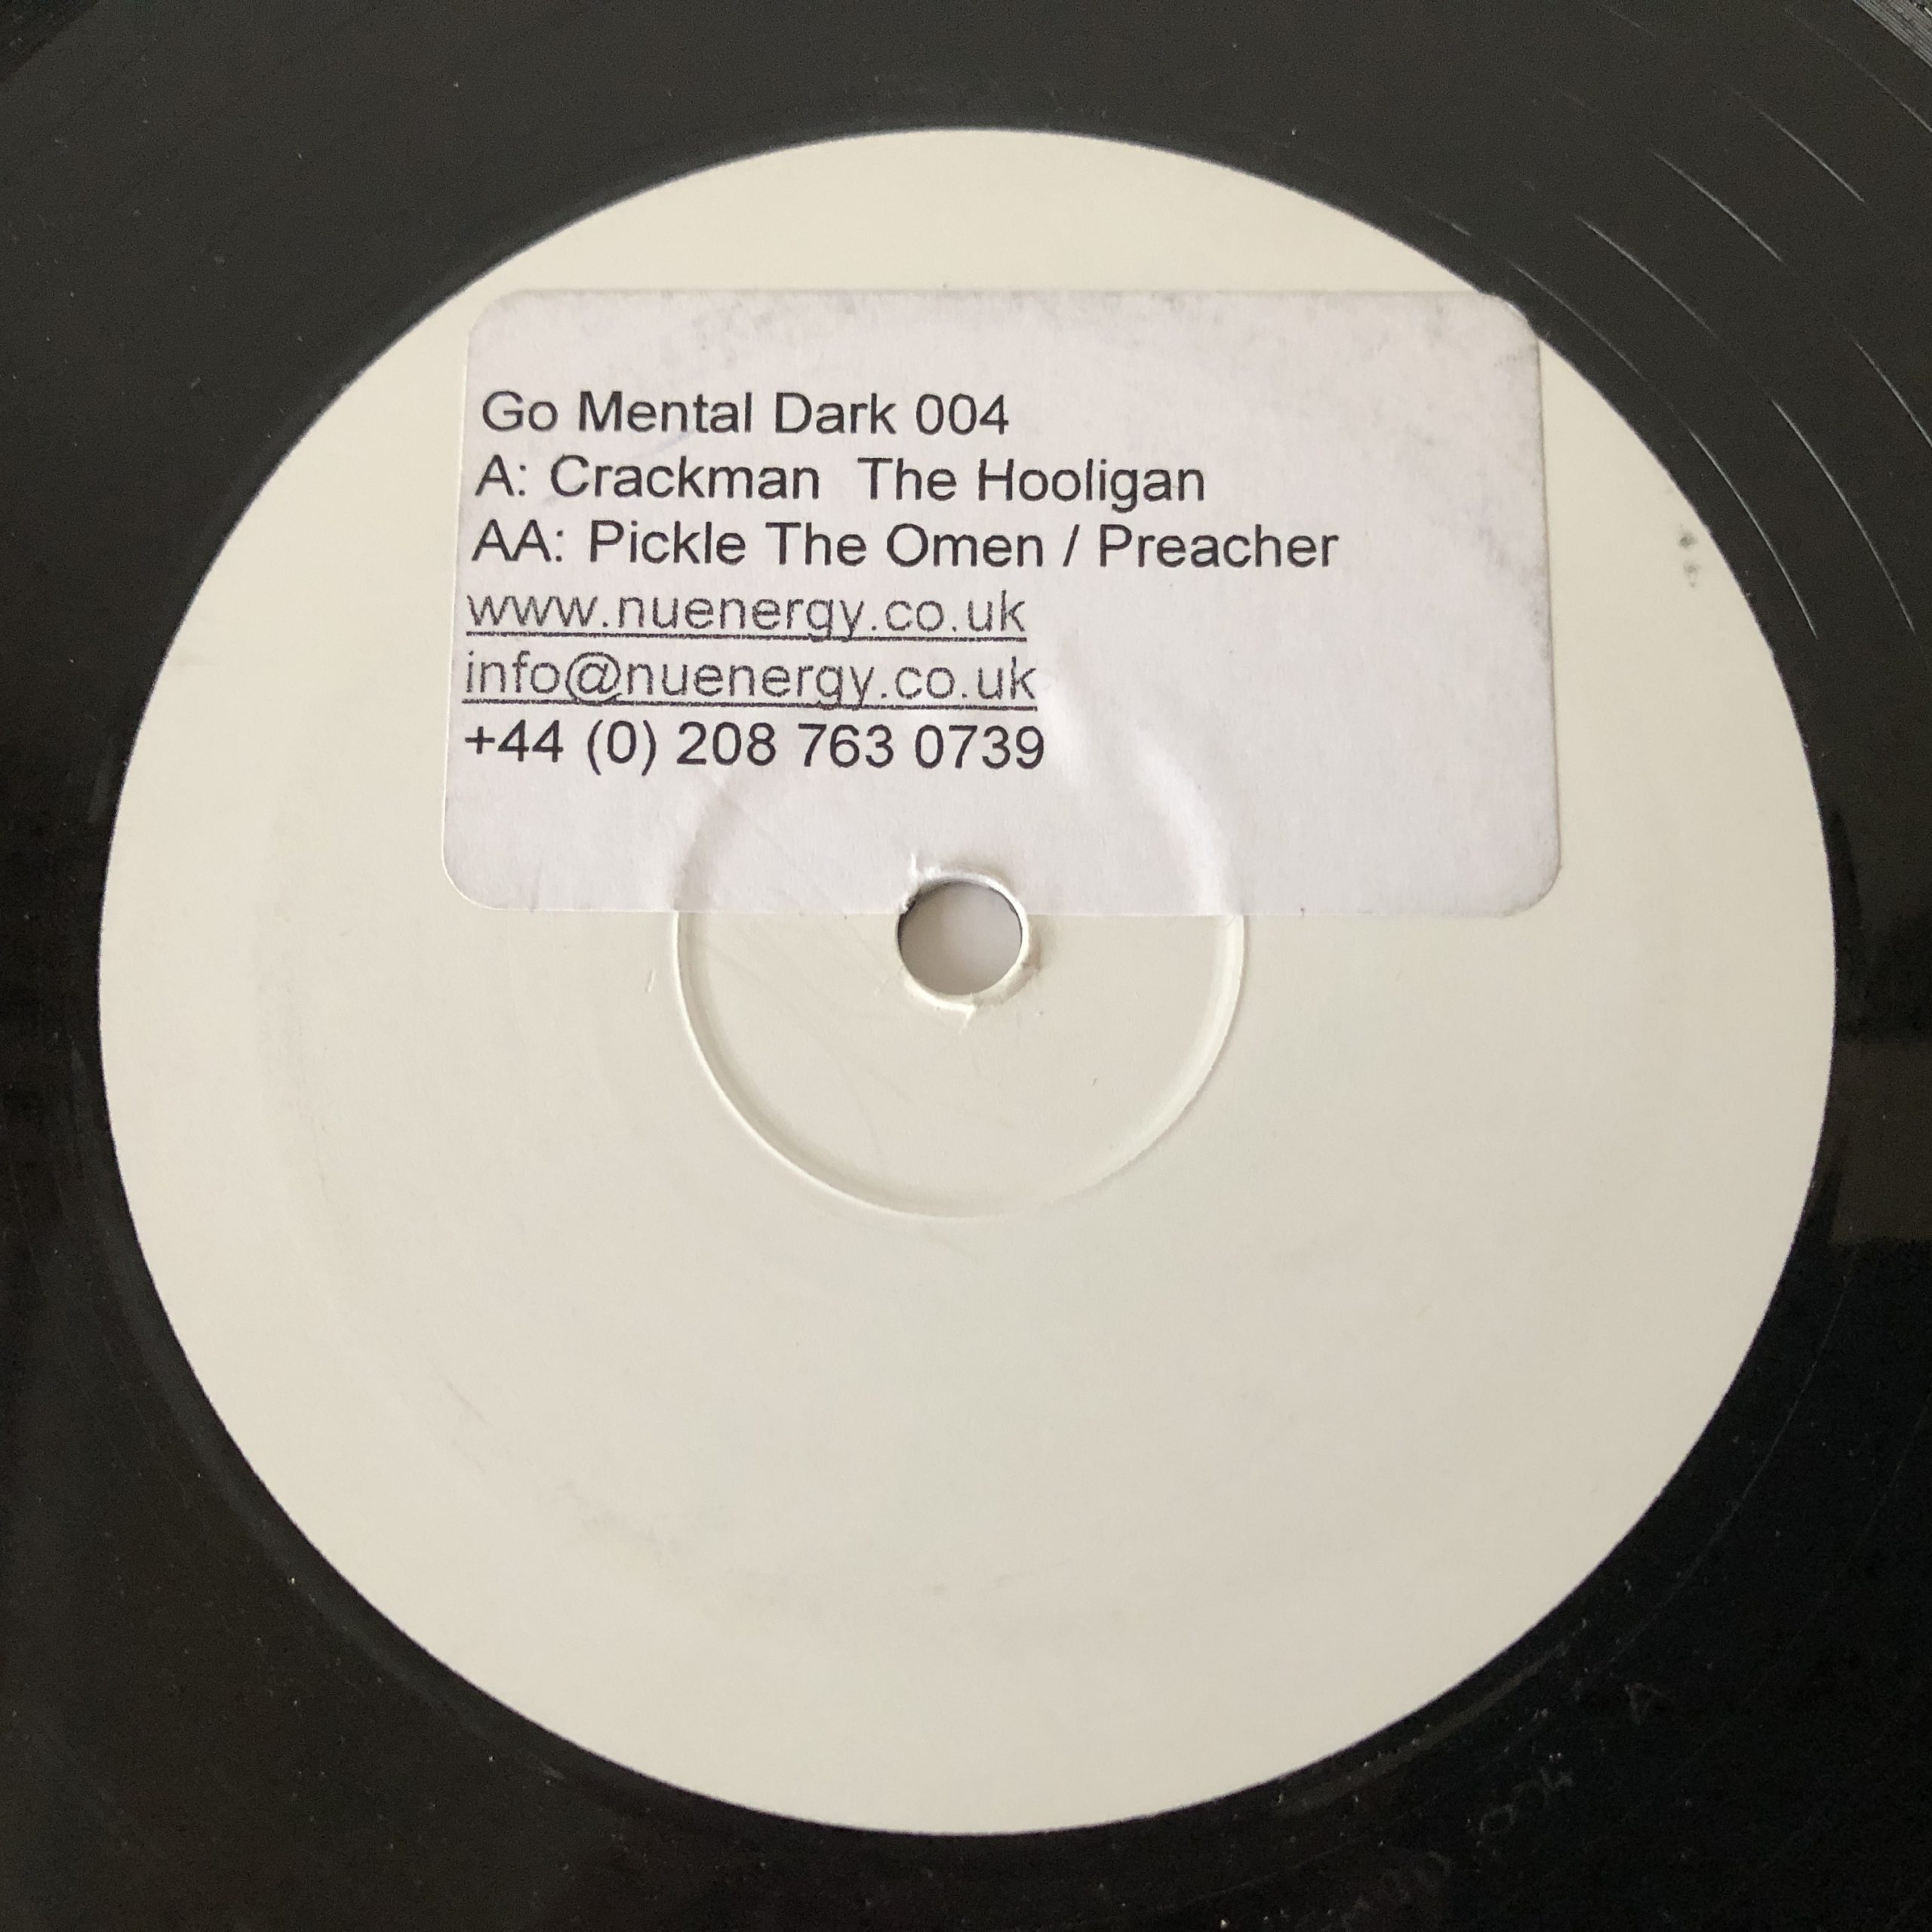 Go Mental Dark 004
A: Crackman  The Hooligan
AA: Pickle The Omen / Preacher
www.nuenergy.co.uk
info@nuenergy.co.uk
+44 (0) 208 763 0739